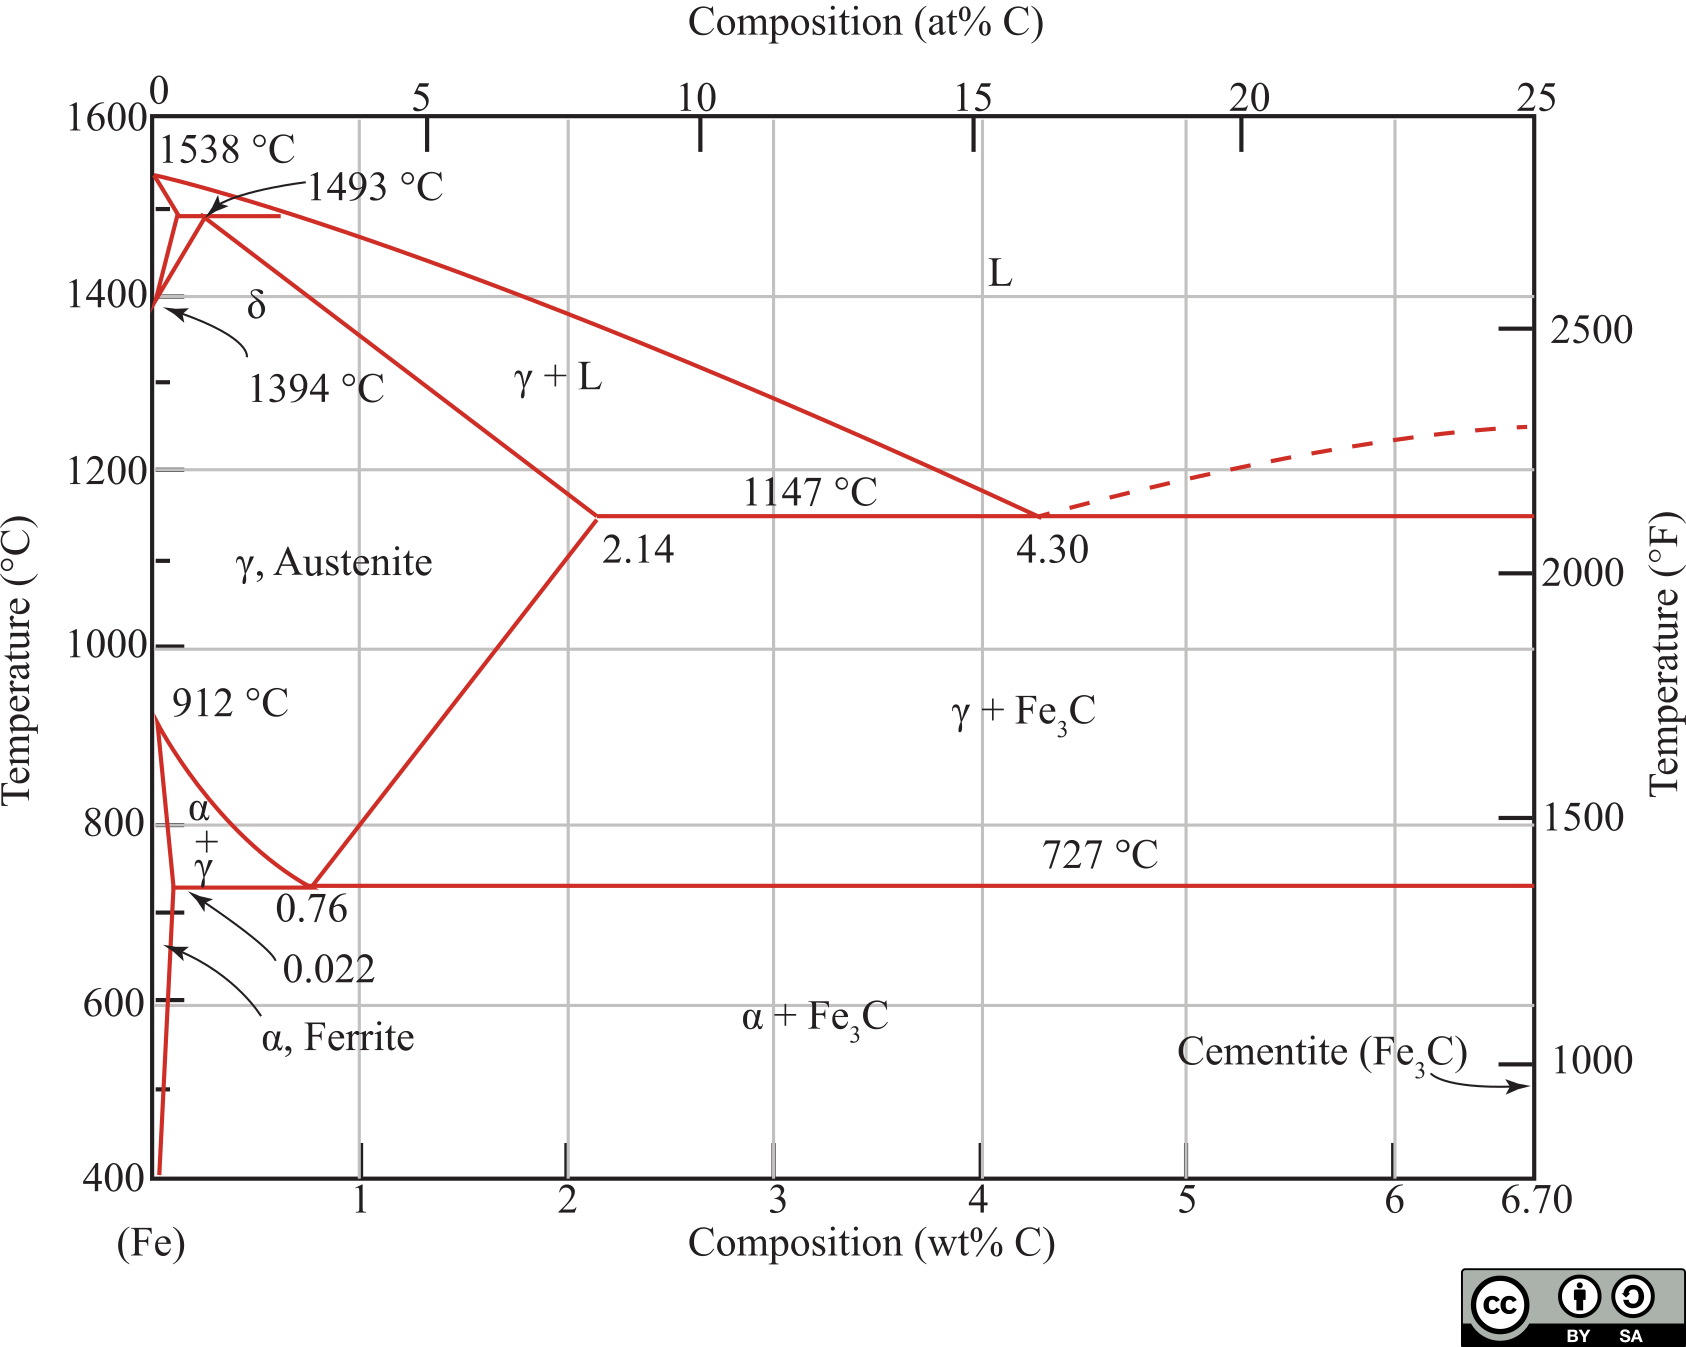 Composition (at% C)
0 5 10 15 20 25
1600
1538 °C
1493 °C
L
1400
δ
2500
1394 °C
γ + L
1200
1147 °C
2.14
4.30
γ, Austenite
2000
Temperature (°C)
Temperature (°F)
1000
912 °C
γ + Fe₃C
α
+
γ
800
1500
727 °C
0.76
0.022
600
α + Fe₃C
α, Ferrite
Cementite (Fe₃C)
1000
400
1 2 3 4 5 6 6.70
(Fe)
Composition (wt% C)
cc
BY SA